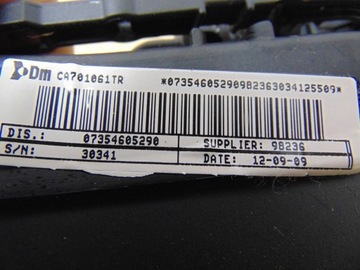 Dm CA701061TR *07354605290982363034125509*
DIS.: 07354605290 SUPPLIER: 98236
S/N: 30341 DATE: 12-09-09